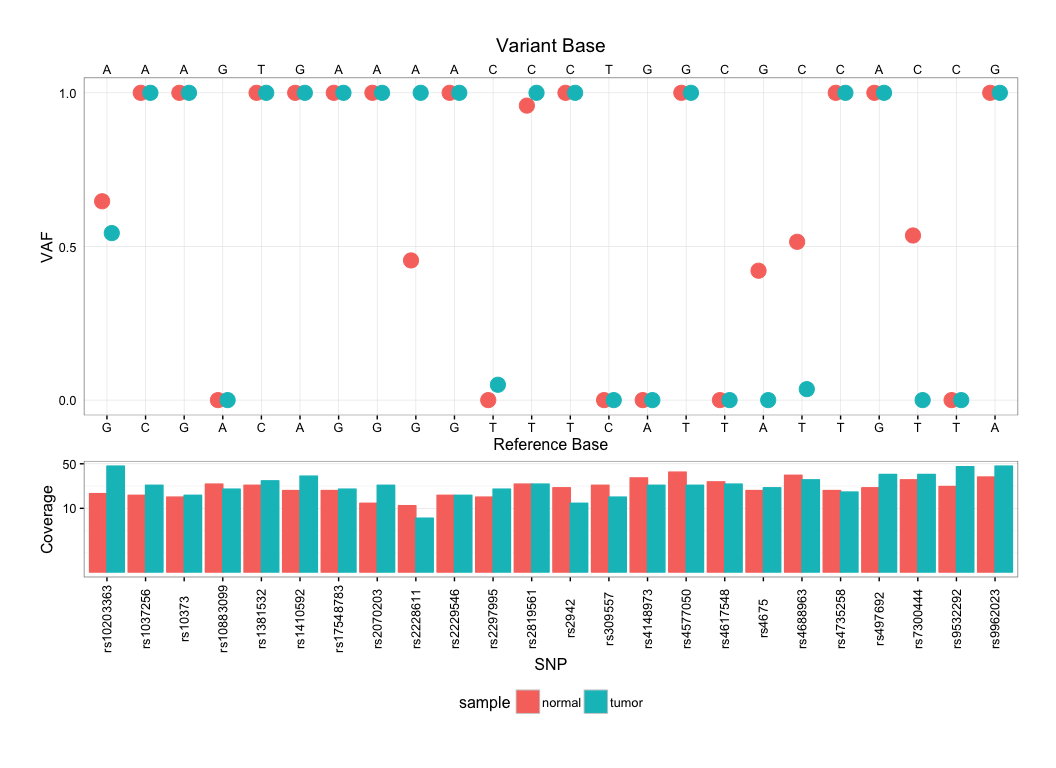 Variant Base
A A A G T G A A A A C C C T G G C G C C A C C G
1.0
VAF
0.5
0.0
G C G A C A G G G G T T T C A T T A T T G T T A
Reference Base
50
Coverage
10
rs10203363 rs1037256 rs10373 rs10883099 rs1381532 rs1410592 rs17548783 rs2070203 rs2228611 rs2229546 rs2297995 rs2819561 rs2942 rs309557 rs4148973 rs4577050 rs4617548 rs4675 rs4688963 rs4735258 rs497692 rs7300444 rs9532292 rs9962023
SNP
sample normal tumor